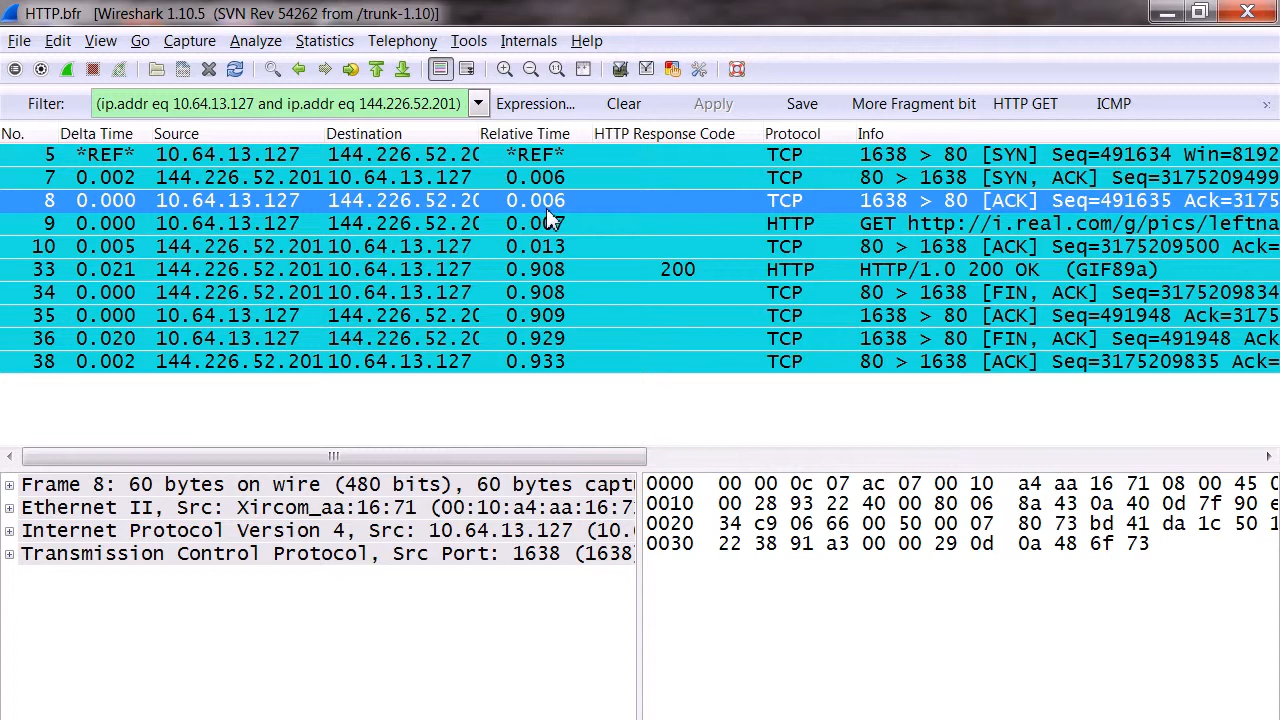 HTTP.bfr [Wireshark 1.10.5 (SVN Rev 54262 from /trunk-1.10)]
File Edit View Go Capture Analyze Statistics Telephony Tools Internals Help
Filter: (ip.addr eq 10.64.13.127 and ip.addr eq 144.226.52.201) Expression... Clear Apply Save More Fragment bit HTTP GET ICMP »
No. Delta Time Source Destination Relative Time HTTP Response Code Protocol Info
5 *REF* 10.64.13.127 144.226.52.20 *REF* TCP 1638 > 80 [SYN] Seq=491634 Win=8192
7 0.002 144.226.52.201 10.64.13.127 0.006 TCP 80 > 1638 [SYN, ACK] Seq=3175209499
8 0.000 10.64.13.127 144.226.52.20 0.006 TCP 1638 > 80 [ACK] Seq=491635 Ack=3175
9 0.000 10.64.13.127 144.226.52.20 0.007 HTTP GET http://i.real.com/g/pics/leftna
10 0.005 144.226.52.201 10.64.13.127 0.013 TCP 80 > 1638 [ACK] Seq=3175209500 Ack=
33 0.021 144.226.52.201 10.64.13.127 0.908 200 HTTP HTTP/1.0 200 OK (GIF89a)
34 0.000 144.226.52.201 10.64.13.127 0.908 TCP 80 > 1638 [FIN, ACK] Seq=3175209834
35 0.000 10.64.13.127 144.226.52.20 0.909 TCP 1638 > 80 [ACK] Seq=491948 Ack=3175
36 0.020 10.64.13.127 144.226.52.20 0.929 TCP 1638 > 80 [FIN, ACK] Seq=491948 Ack=
38 0.002 144.226.52.201 10.64.13.127 0.933 TCP 80 > 1638 [ACK] Seq=3175209835 Ack=
Frame 8: 60 bytes on wire (480 bits), 60 bytes captu
Ethernet II, Src: Xircom_aa:16:71 (00:10:a4:aa:16:7
Internet Protocol Version 4, Src: 10.64.13.127 (10.
Transmission Control Protocol, Src Port: 1638 (1638
0000 00 00 0c 07 ac 07 00 10 a4 aa 16 71 08 00 45 0
0010 00 28 93 22 40 00 80 06 8a 43 0a 40 0d 7f 90 e
0020 34 c9 06 66 00 50 00 07 80 73 bd 41 da 1c 50 1
0030 22 38 91 a3 00 00 29 0d 0a 48 6f 73